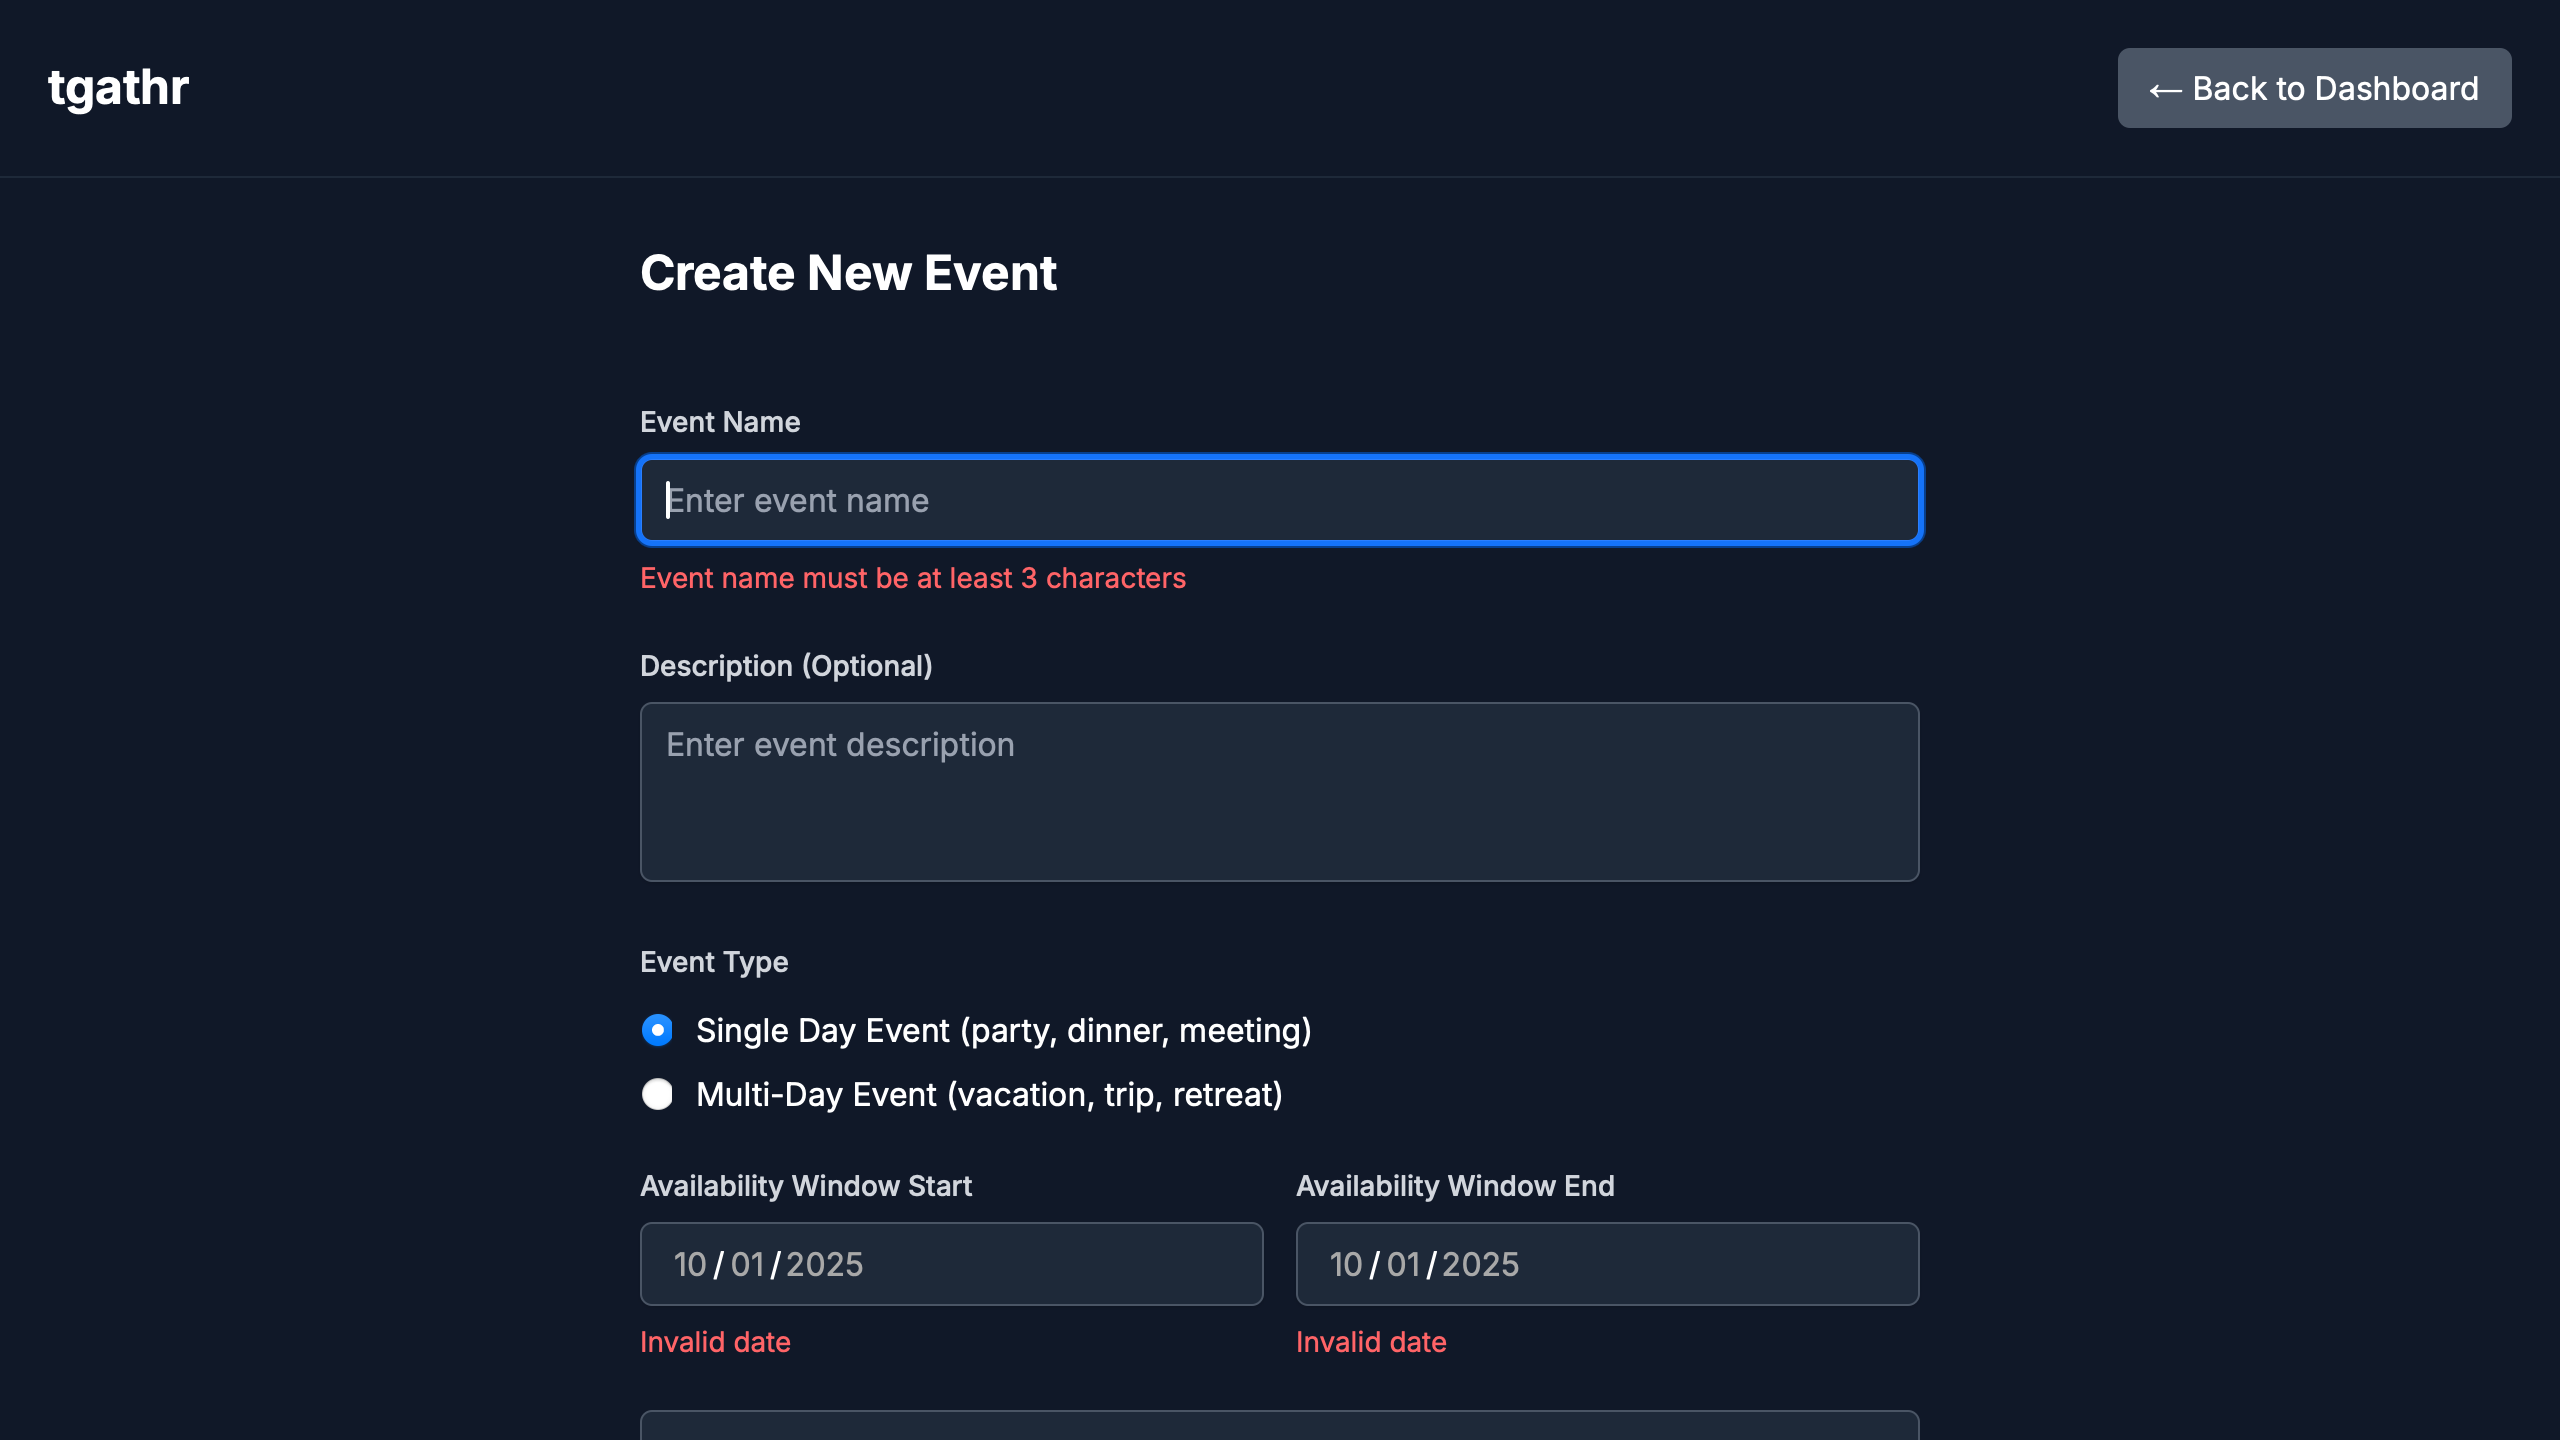 tgathr
← Back to Dashboard
Create New Event
Event Name
Enter event name
Event name must be at least 3 characters
Description (Optional)
Enter event description
Event Type
Single Day Event (party, dinner, meeting)
Multi-Day Event (vacation, trip, retreat)
Availability Window Start
Availability Window End
10/01/2025
10/01/2025
Invalid date
Invalid date